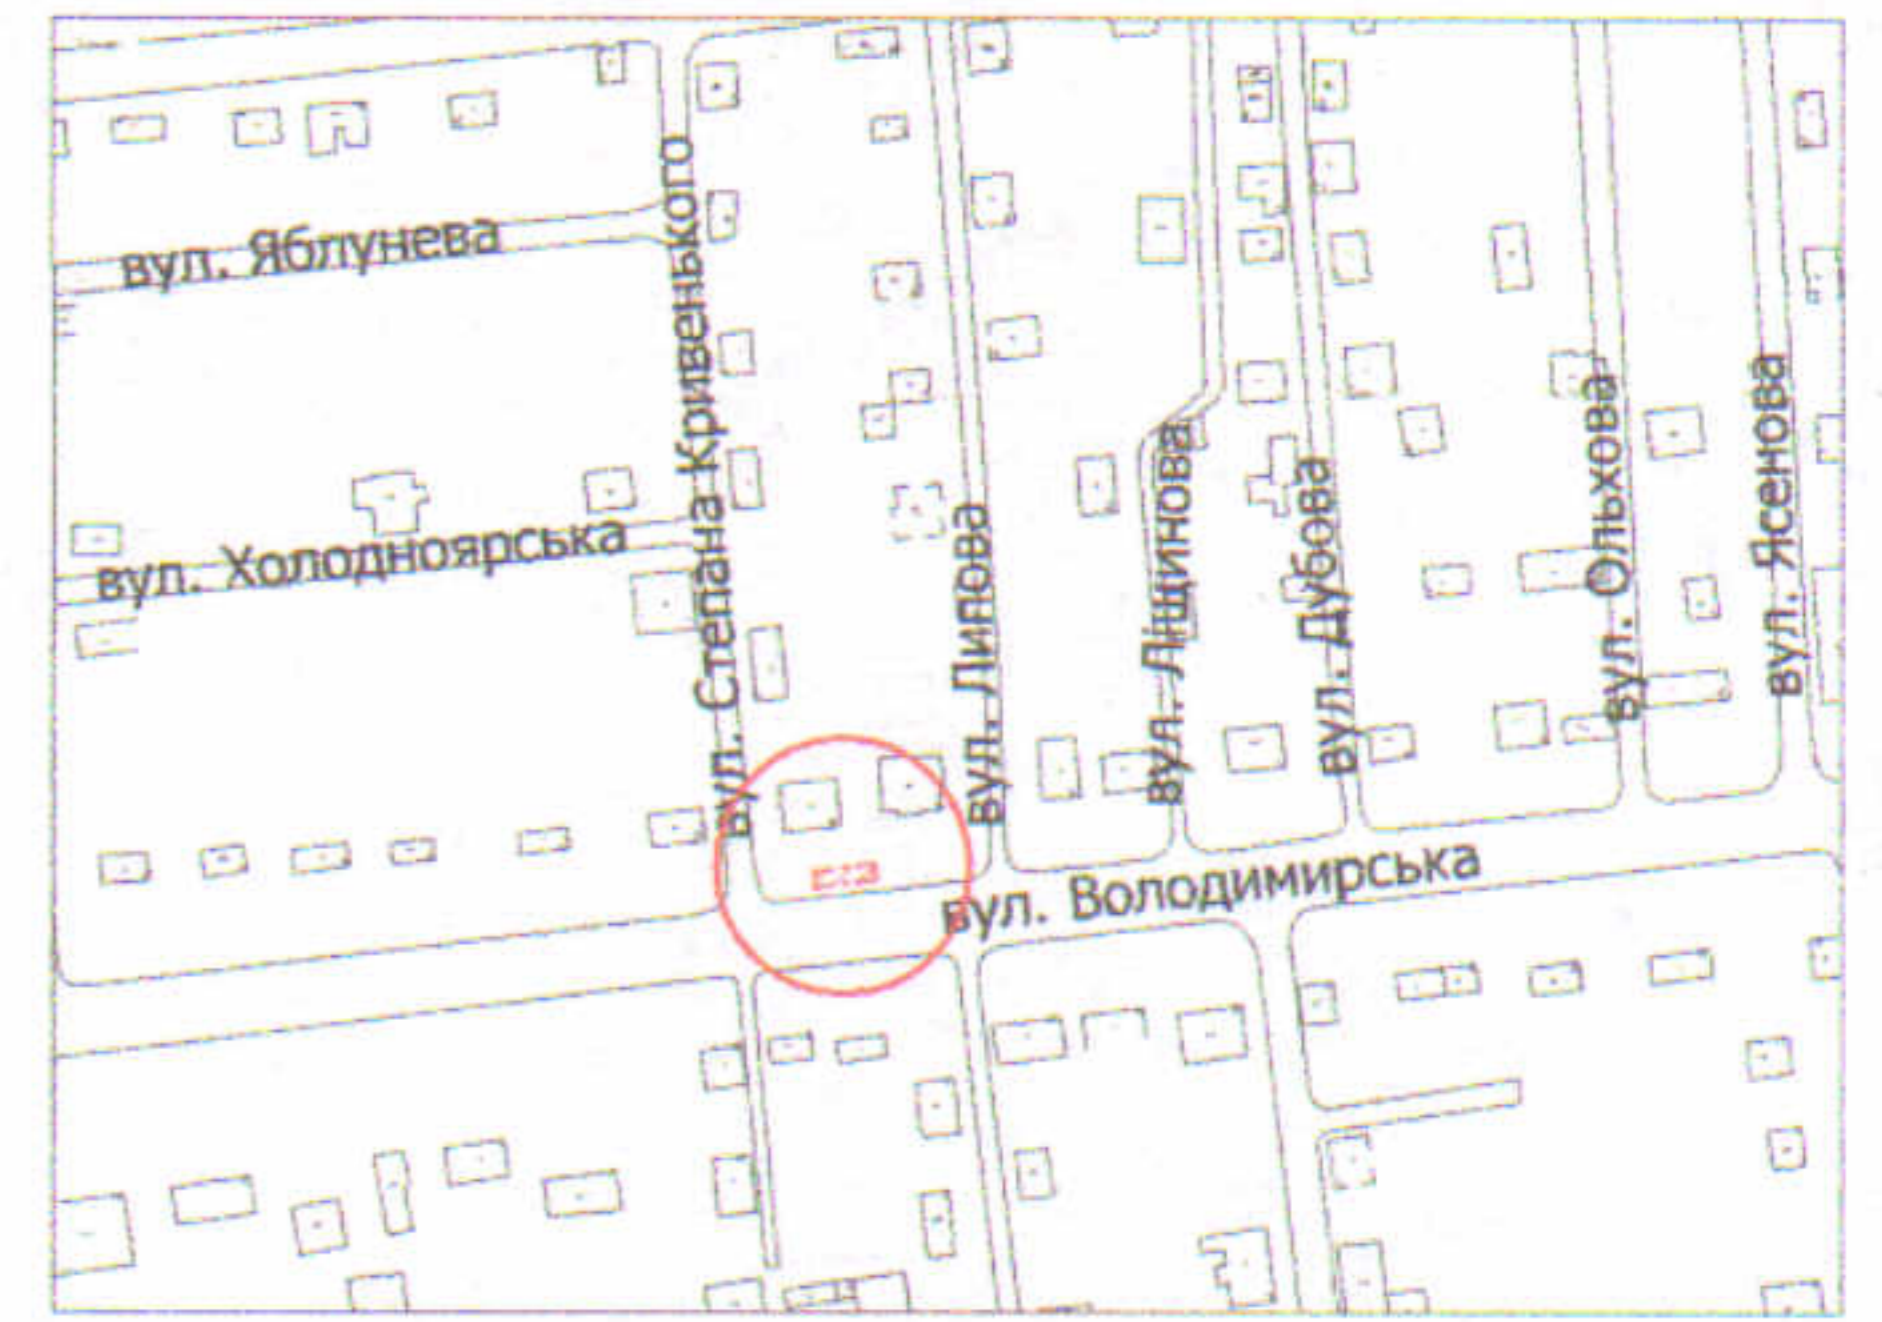 вул. Яблунева
вул. Холодноярська
вул. Степана Кривенького
вул. Липова
вул. Ліщинова
вул. Дубова
вул. Ольхова
вул. Ясенова
вул. Володимирська